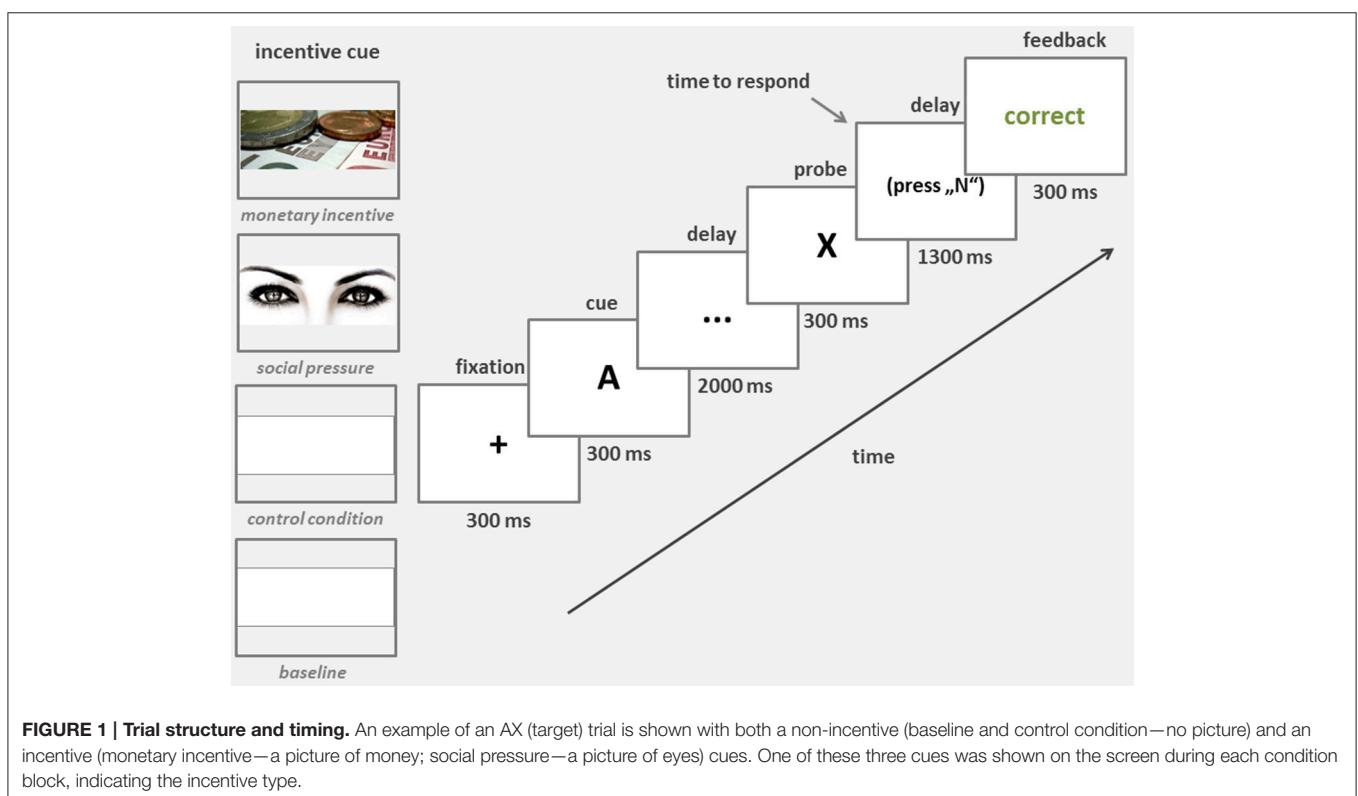 incentive cue
EURO
monetary incentive
social pressure
control condition
baseline
fixation
+
300 ms
cue
A
300 ms
delay
...
2000 ms
probe
X
300 ms
time to respond
delay
(press „N“)
1300 ms
feedback
correct
300 ms
time
FIGURE 1 | Trial structure and timing. An example of an AX (target) trial is shown with both a non-incentive (baseline and control condition—no picture) and an
incentive (monetary incentive—a picture of money; social pressure—a picture of eyes) cues. One of these three cues was shown on the screen during each condition
block, indicating the incentive type.